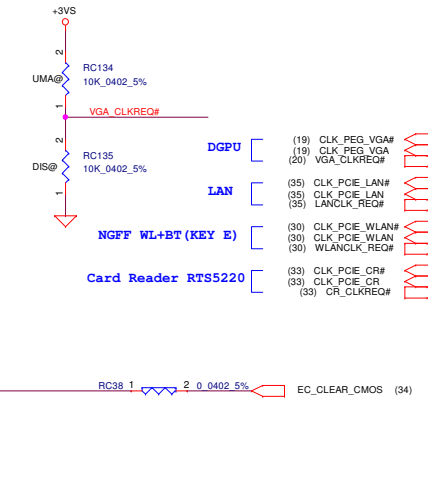 +3VS
2
RC134
UMA@
10K_0402_5%
1
VGA_CLKREQ#
2
RC135
DIS@
10K_0402_5%
1
DGPU
(19) CLK_PEG_VGA#
(19) CLK_PEG_VGA
(20) VGA_CLKREQ#
LAN
(35) CLK_PCIE_LAN#
(35) CLK_PCIE_LAN
(35) LANCLK_REQ#
NGFF WL+BT(KEY E)
(30) CLK_PCIE_WLAN#
(30) CLK_PCIE_WLAN
(30) WLANCLK_REQ#
Card Reader RTS5220
(33) CLK_PCIE_CR#
(33) CLK_PCIE_CR
(33) CR_CLKREQ#
RC38 1 2 0_0402_5% EC_CLEAR_CMOS (34)